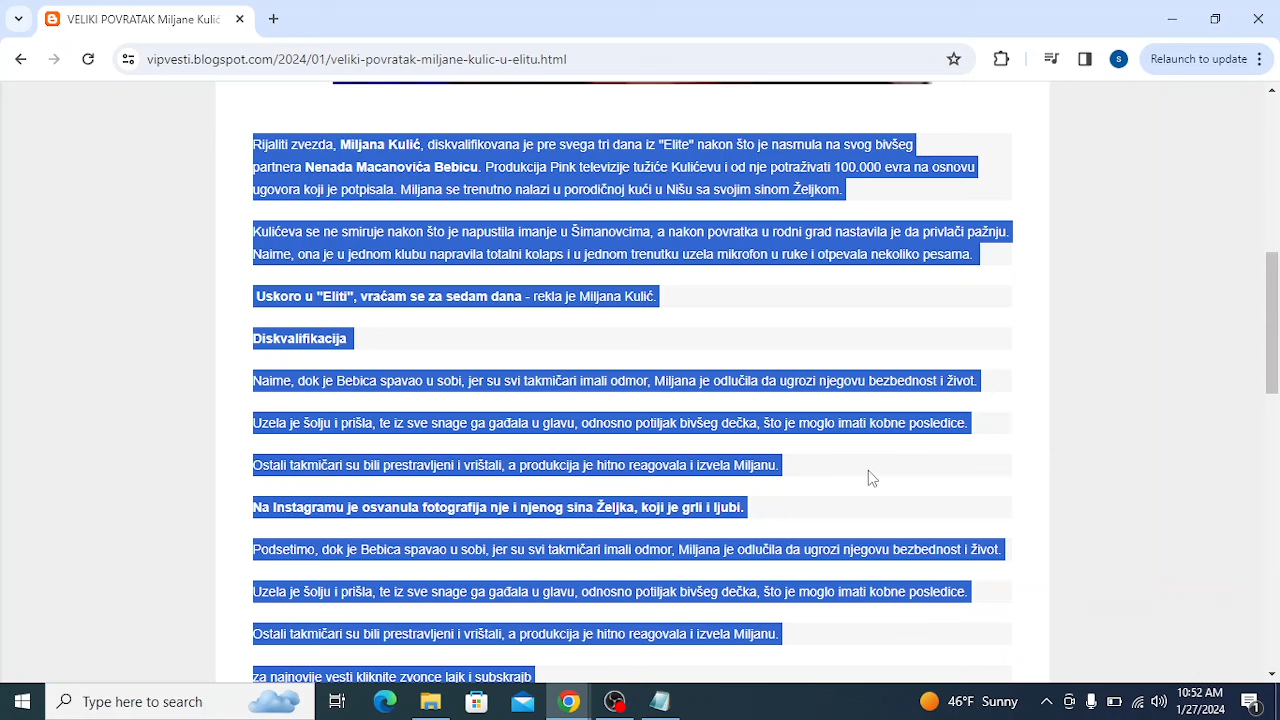 VELIKI POVRATAK Miljane Kulić
vipvesti.blogspot.com/2024/01/veliki-povratak-miljane-kulic-u-elitu.html
S
Relaunch to update
Rijaliti zvezda, Miljana Kulić, diskvalifikovana je pre svega tri dana iz "Elite" nakon što je nasrnula na svog bivšeg
partnera Nenada Macanovića Bebicu. Produkcija Pink televizije tužiće Kulićevu i od nje potraživati 100.000 evra na osnovu
ugovora koji je potpisala. Miljana se trenutno nalazi u porodičnoj kući u Nišu sa svojim sinom Željkom.
Kulićeva se ne smiruje nakon što je napustila imanje u Šimanovcima, a nakon povratka u rodni grad nastavila je da privlači pažnju.
Naime, ona je u jednom klubu napravila totalni kolaps i u jednom trenutku uzela mikrofon u ruke i otpevala nekoliko pesama.
Uskoro u "Eliti", vraćam se za sedam dana - rekla je Miljana Kulić.
Diskvalifikacija
Naime, dok je Bebica spavao u sobi, jer su svi takmičari imali odmor, Miljana je odlučila da ugrozi njegovu bezbednost i život.
Uzela je šolju i prišla, te iz sve snage ga gađala u glavu, odnosno potiljak bivšeg dečka, što je moglo imati kobne posledice.
Ostali takmičari su bili prestravljeni i vrištali, a produkcija je hitno reagovala i izvela Miljanu.
Na Instagramu je osvanula fotografija nje i njenog sina Željka, koji je grli i ljubi.
Podsetimo, dok je Bebica spavao u sobi, jer su svi takmičari imali odmor, Miljana je odlučila da ugrozi njegovu bezbednost i život.
Uzela je šolju i prišla, te iz sve snage ga gađala u glavu, odnosno potiljak bivšeg dečka, što je moglo imati kobne posledice.
Ostali takmičari su bili prestravljeni i vrištali, a produkcija je hitno reagovala i izvela Miljanu.
za najnovije vesti kliknite zvonce lajk i subskrajb
Type here to search
46°F Sunny
10:52 AM
1/27/2024
1